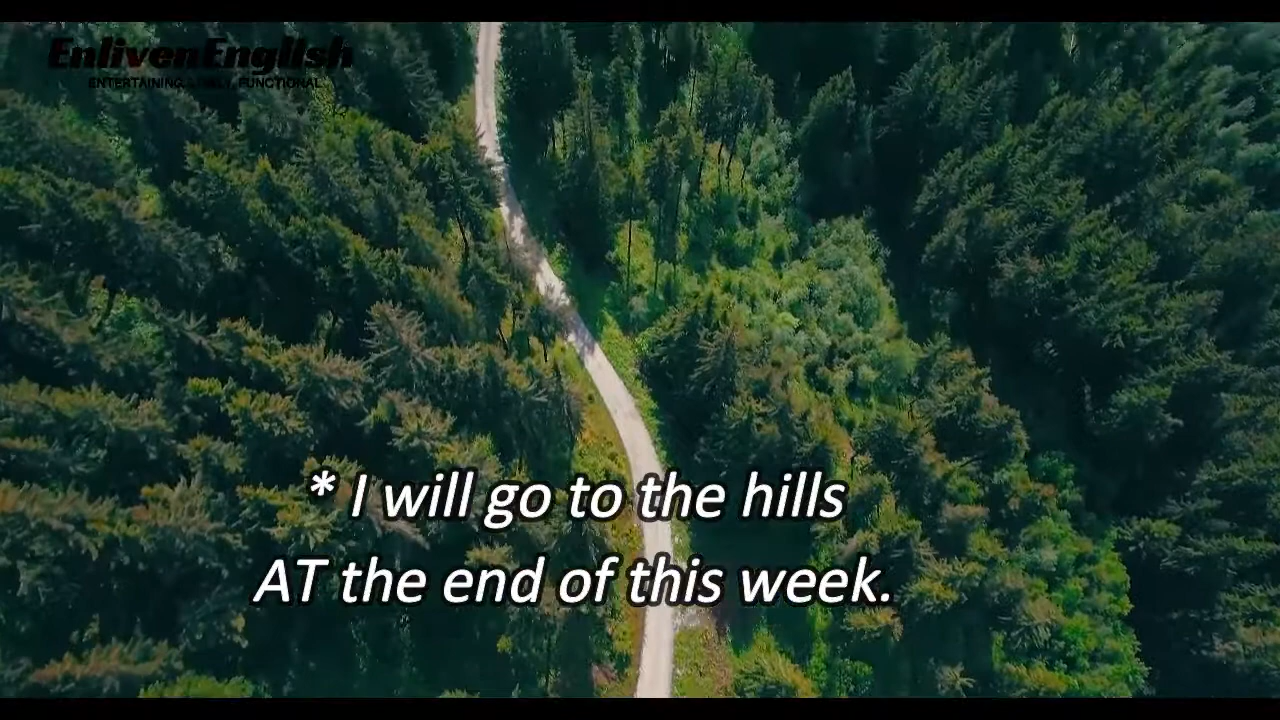 EnlivenEnglish
* I will go to the hills
AT the end of this week.